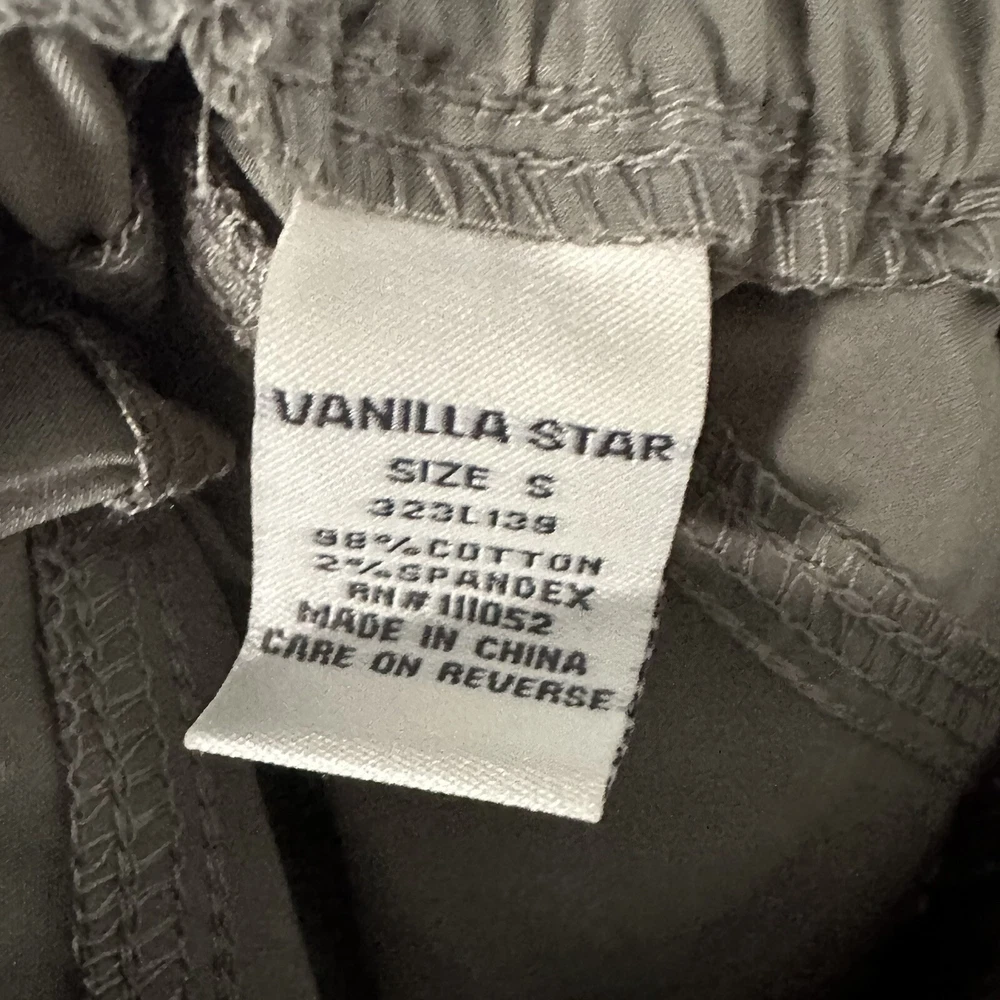 VANILLA STAR
SIZE S
323L139
98%COTTON
2%SPANDEX
RN#111052
MADE IN CHINA
CARE ON REVERSE